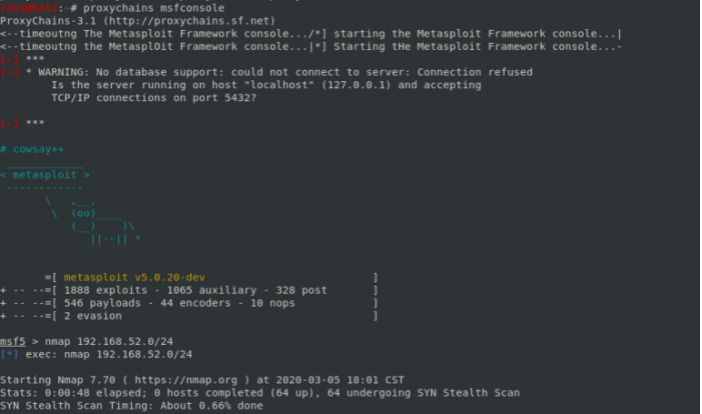 root@kali:~# proxychains msfconsole
ProxyChains-3.1 (http://proxychains.sf.net)
<--timeoutng The Metasploit Framework console.../*] starting the Metasploit Framework console...|
<--timeoutng the MetasplOit Framework console...|*] Starting tHe Metasploit Framework console...-
[-] ***
[-] * WARNING: No database support: could not connect to server: Connection refused
        Is the server running on host "localhost" (127.0.0.1) and accepting
        TCP/IP connections on port 5432?
[-] ***
# cowsay++
 ____________
< metasploit >
 ------------
       \   ,__,
        \  (oo)____
           (__)    )\
              ||--|| *
       =[ metasploit v5.0.20-dev                          ]
+ -- --=[ 1888 exploits - 1065 auxiliary - 328 post       ]
+ -- --=[ 546 payloads - 44 encoders - 10 nops            ]
+ -- --=[ 2 evasion                                       ]
msf5 > nmap 192.168.52.0/24
[*] exec: nmap 192.168.52.0/24
Starting Nmap 7.70 ( https://nmap.org ) at 2020-03-05 18:01 CST
Stats: 0:00:48 elapsed; 0 hosts completed (64 up), 64 undergoing SYN Stealth Scan
SYN Stealth Scan Timing: About 0.66% done